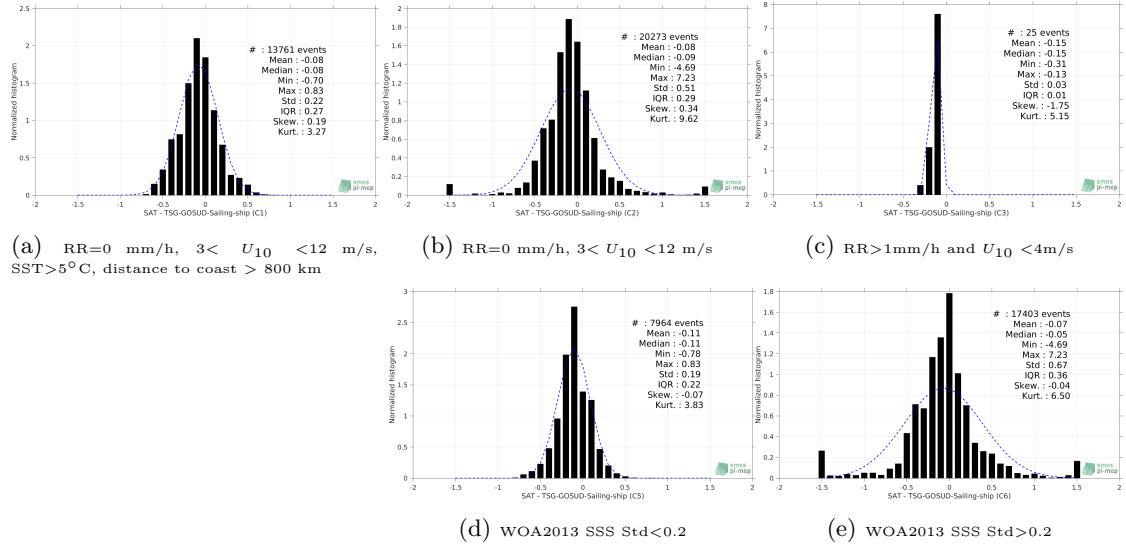 2.5
2
1.5
1
0.5
0
Normalized histogram
# : 13761 events
Mean : -0.08
Median : -0.08
Min : -0.70
Max : 0.83
Std : 0.22
IQR : 0.27
Skew. : 0.19
Kurt. : 3.27
smos
pi-mep
-2 -1.5 -1 -0.5 0 0.5 1 1.5 2
SAT - TSG-GOSUD-Sailing-ship (C1)
(a) RR=0 mm/h, 3< U10 <12 m/s,
SST>5°C, distance to coast > 800 km
2
1.8
1.6
1.4
1.2
1
0.8
0.6
0.4
0.2
0
Normalized histogram
# : 20273 events
Mean : -0.08
Median : -0.09
Min : -4.69
Max : 7.23
Std : 0.51
IQR : 0.29
Skew. : 0.34
Kurt. : 9.62
smos
pi-mep
-2 -1.5 -1 -0.5 0 0.5 1 1.5 2
SAT - TSG-GOSUD-Sailing-ship (C2)
(b) RR=0 mm/h, 3< U10 <12 m/s
8
7
6
5
4
3
2
1
0
Normalized histogram
# : 25 events
Mean : -0.15
Median : -0.15
Min : -0.31
Max : -0.13
Std : 0.03
IQR : 0.01
Skew. : -1.75
Kurt. : 5.15
smos
pi-mep
-2 -1.5 -1 -0.5 0 0.5 1 1.5 2
SAT - TSG-GOSUD-Sailing-ship (C3)
(c) RR>1mm/h and U10 <4m/s
3
2.5
2
1.5
1
0.5
0
Normalized histogram
# : 7964 events
Mean : -0.11
Median : -0.11
Min : -0.78
Max : 0.83
Std : 0.19
IQR : 0.22
Skew. : -0.07
Kurt. : 3.83
smos
pi-mep
-2 -1.5 -1 -0.5 0 0.5 1 1.5 2
SAT - TSG-GOSUD-Sailing-ship (C5)
(d) WOA2013 SSS Std<0.2
1.8
1.6
1.4
1.2
1
0.8
0.6
0.4
0.2
0
Normalized histogram
# : 17403 events
Mean : -0.07
Median : -0.05
Min : -4.69
Max : 7.23
Std : 0.67
IQR : 0.36
Skew. : -0.04
Kurt. : 6.50
smos
pi-mep
-2 -1.5 -1 -0.5 0 0.5 1 1.5 2
SAT - TSG-GOSUD-Sailing-ship (C6)
(e) WOA2013 SSS Std>0.2